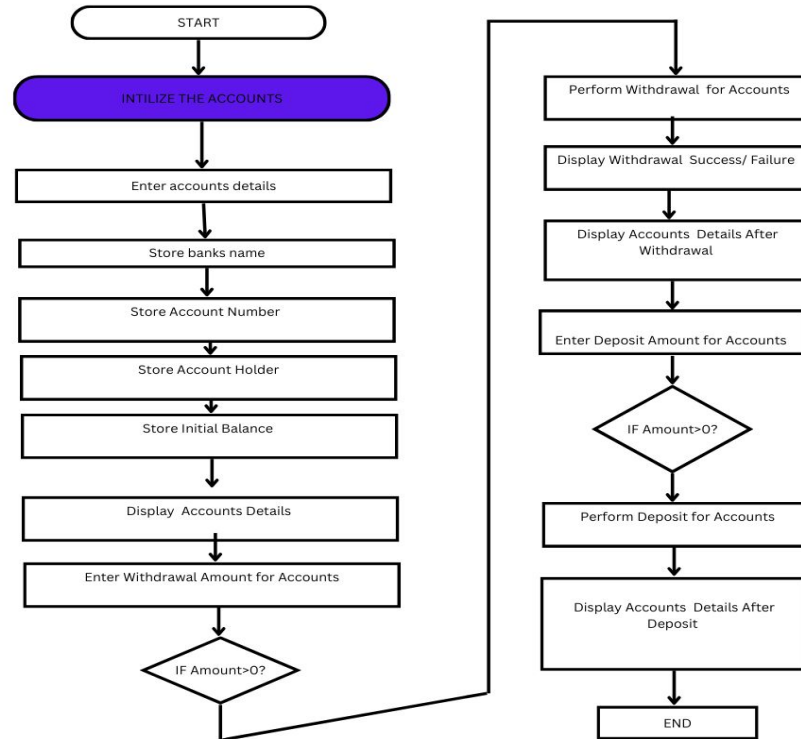 START
INTILIZE THE ACCOUNTS
Enter accounts details
Store banks name
Store Account Number
Store Account Holder
Store Initial Balance
Display Accounts Details
Enter Withdrawal Amount for Accounts
IF Amount>0?
Perform Withdrawal for Accounts
Display Withdrawal Success/ Failure
Display Accounts Details After
Withdrawal
Enter Deposit Amount for Accounts
IF Amount>0?
Perform Deposit for Accounts
Display Accounts Details After
Deposit
END